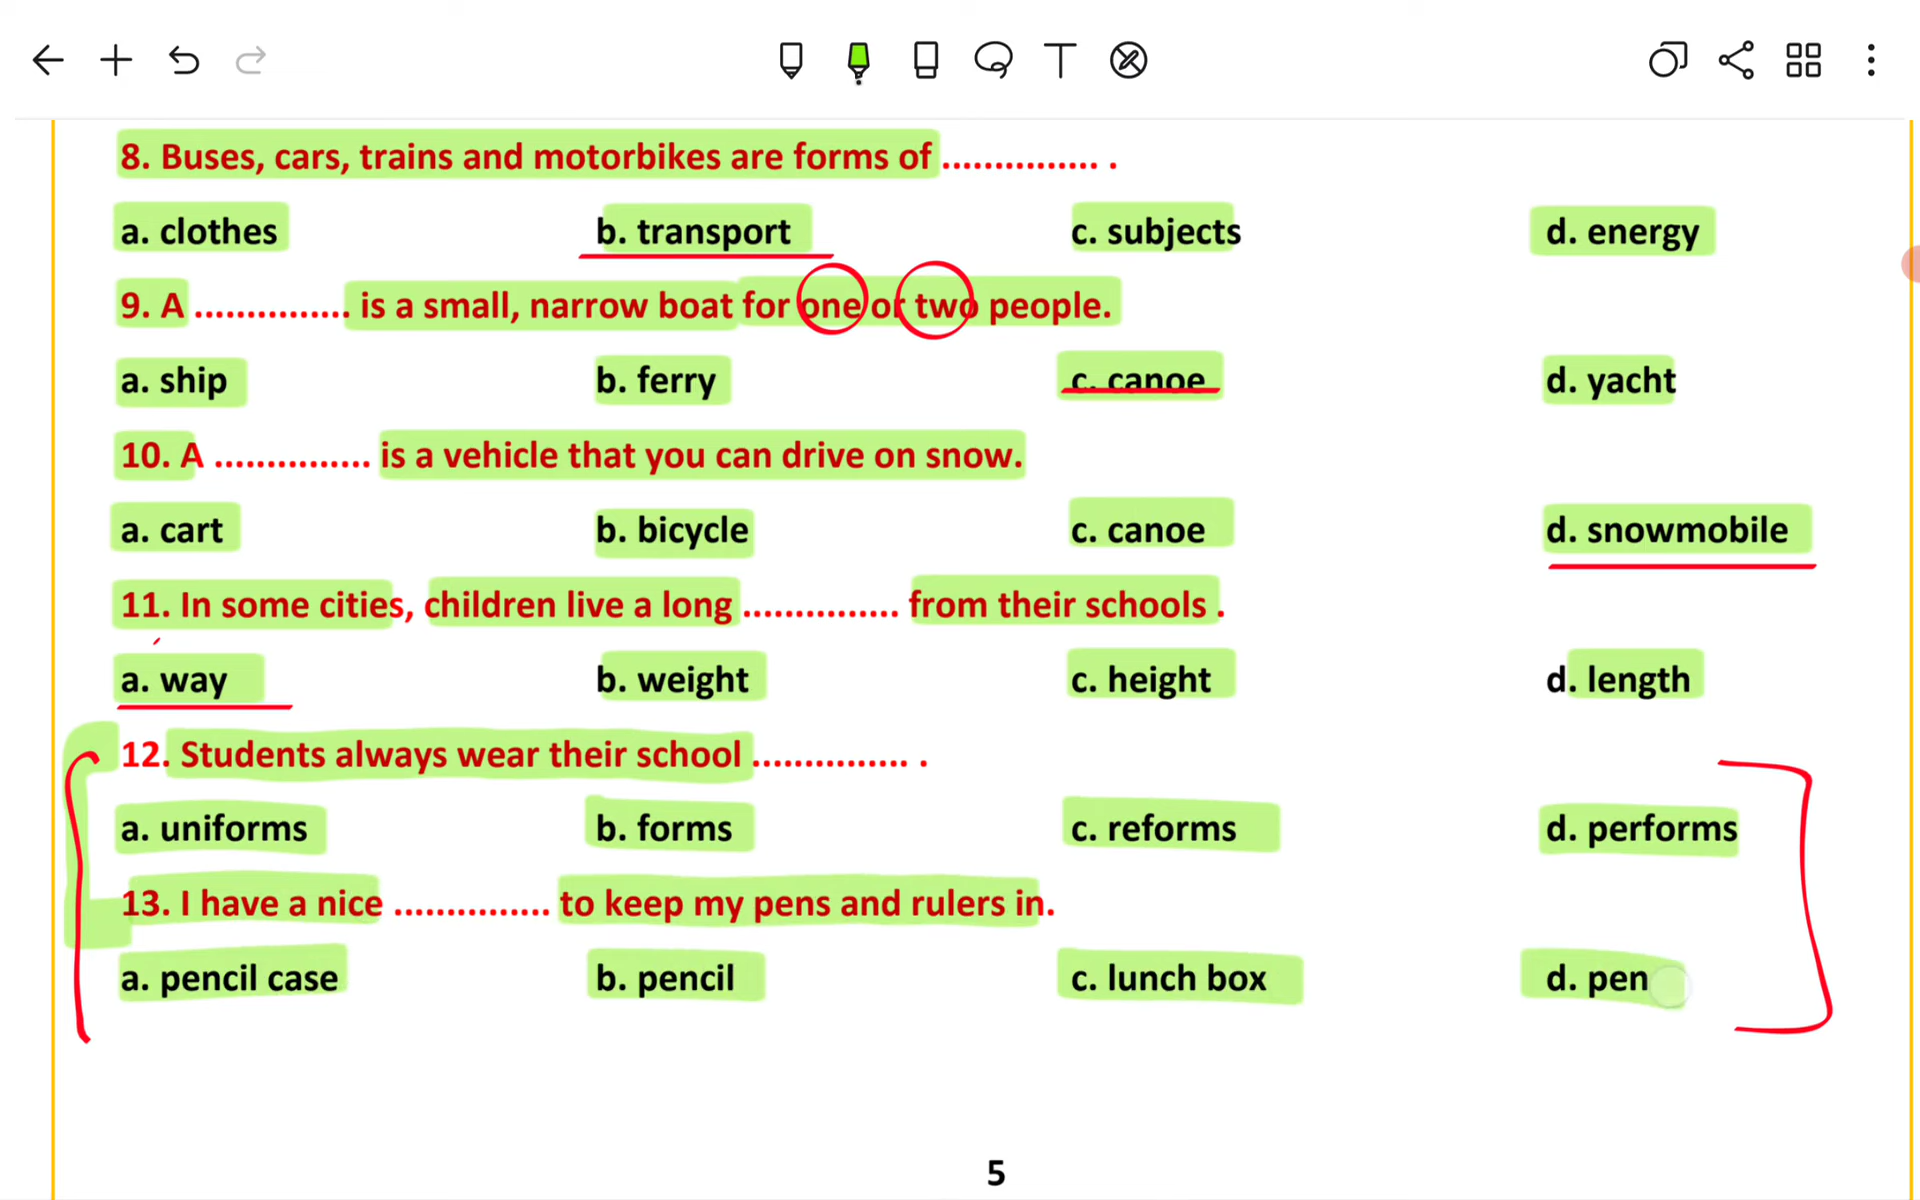 8. Buses, cars, trains and motorbikes are forms of ............... .
a. clothes b. transport c. subjects d. energy
9. A ............... is a small, narrow boat for one or two people.
a. ship b. ferry c. canoe d. yacht
10. A ............... is a vehicle that you can drive on snow.
a. cart b. bicycle c. canoe d. snowmobile
11. In some cities, children live a long ............... from their schools .
a. way b. weight c. height d. length
12. Students always wear their school ............... .
a. uniforms b. forms c. reforms d. performs
13. I have a nice ............... to keep my pens and rulers in.
a. pencil case b. pencil c. lunch box d. pen
5